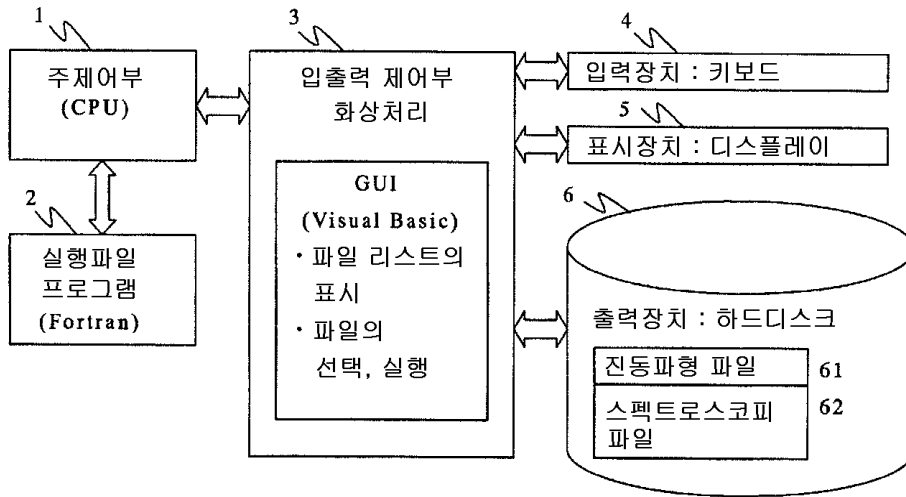 1
주제어부
(CPU)
2
실행파일
프로그램
(Fortran)
3
입출력 제어부
화상처리
GUI
(Visual Basic)
· 파일 리스트의
표시
· 파일의
선택, 실행
4
입력장치 : 키보드
5
표시장치 : 디스플레이
6
출력장치 : 하드디스크
진동파형 파일
61
스펙트로스코피
파일
62